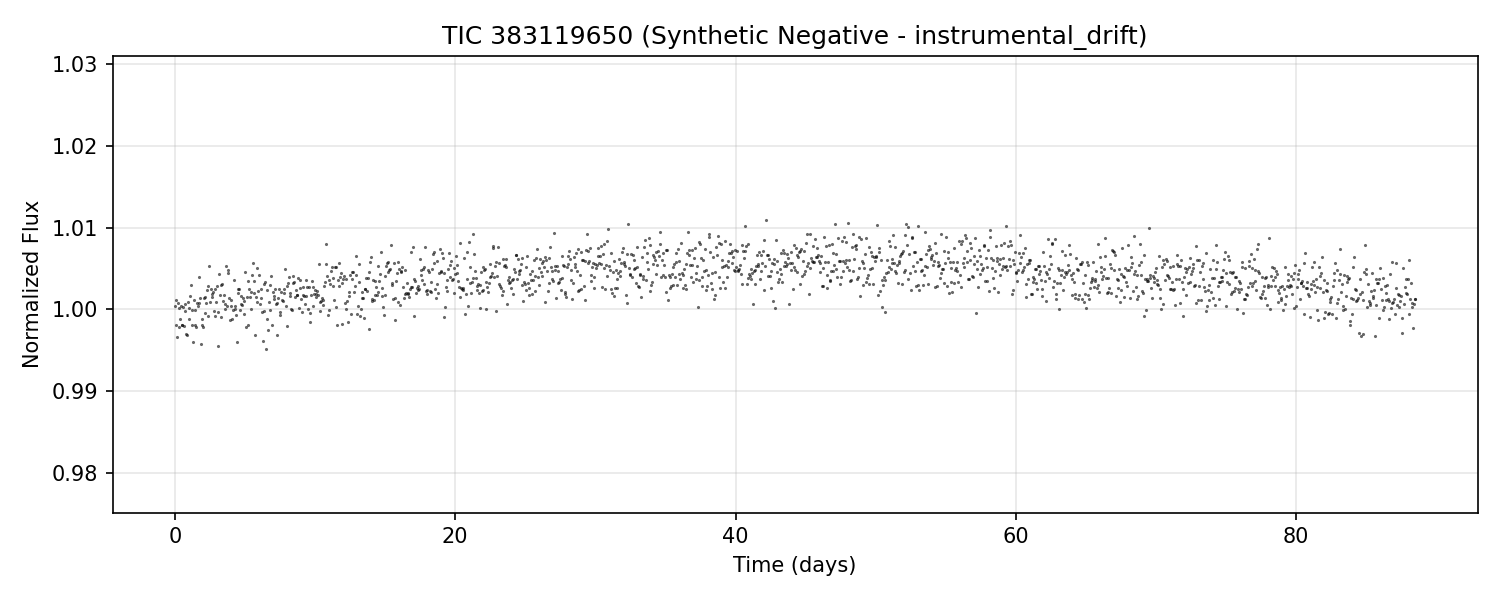 TIC 383119650 (Synthetic Negative - instrumental_drift)
1.03
1.02
1.01
1.00
0.99
0.98
Normalized Flux
0 20 40 60 80
Time (days)